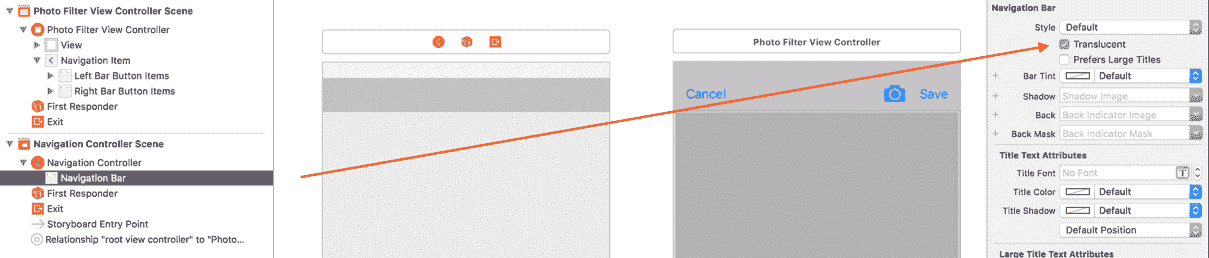 Photo Filter View Controller Scene
Photo Filter View Controller
View
Navigation Item
Left Bar Button Items
Right Bar Button Items
First Responder
Exit
Navigation Controller Scene
Navigation Controller
Navigation Bar
First Responder
Exit
Storyboard Entry Point
Relationship "root view controller" to "Photo...
Photo Filter View Controller
Cancel
Save
Navigation Bar
Style Default
Translucent
Prefers Large Titles
Bar Tint Default
Shadow Shadow Image
Back Back Indicator Image
Back Mask Back Indicator Mask
Title Text Attributes
Title Font No Font
Title Color Default
Title Shadow Default
Default Position
Large Title Text Attributes